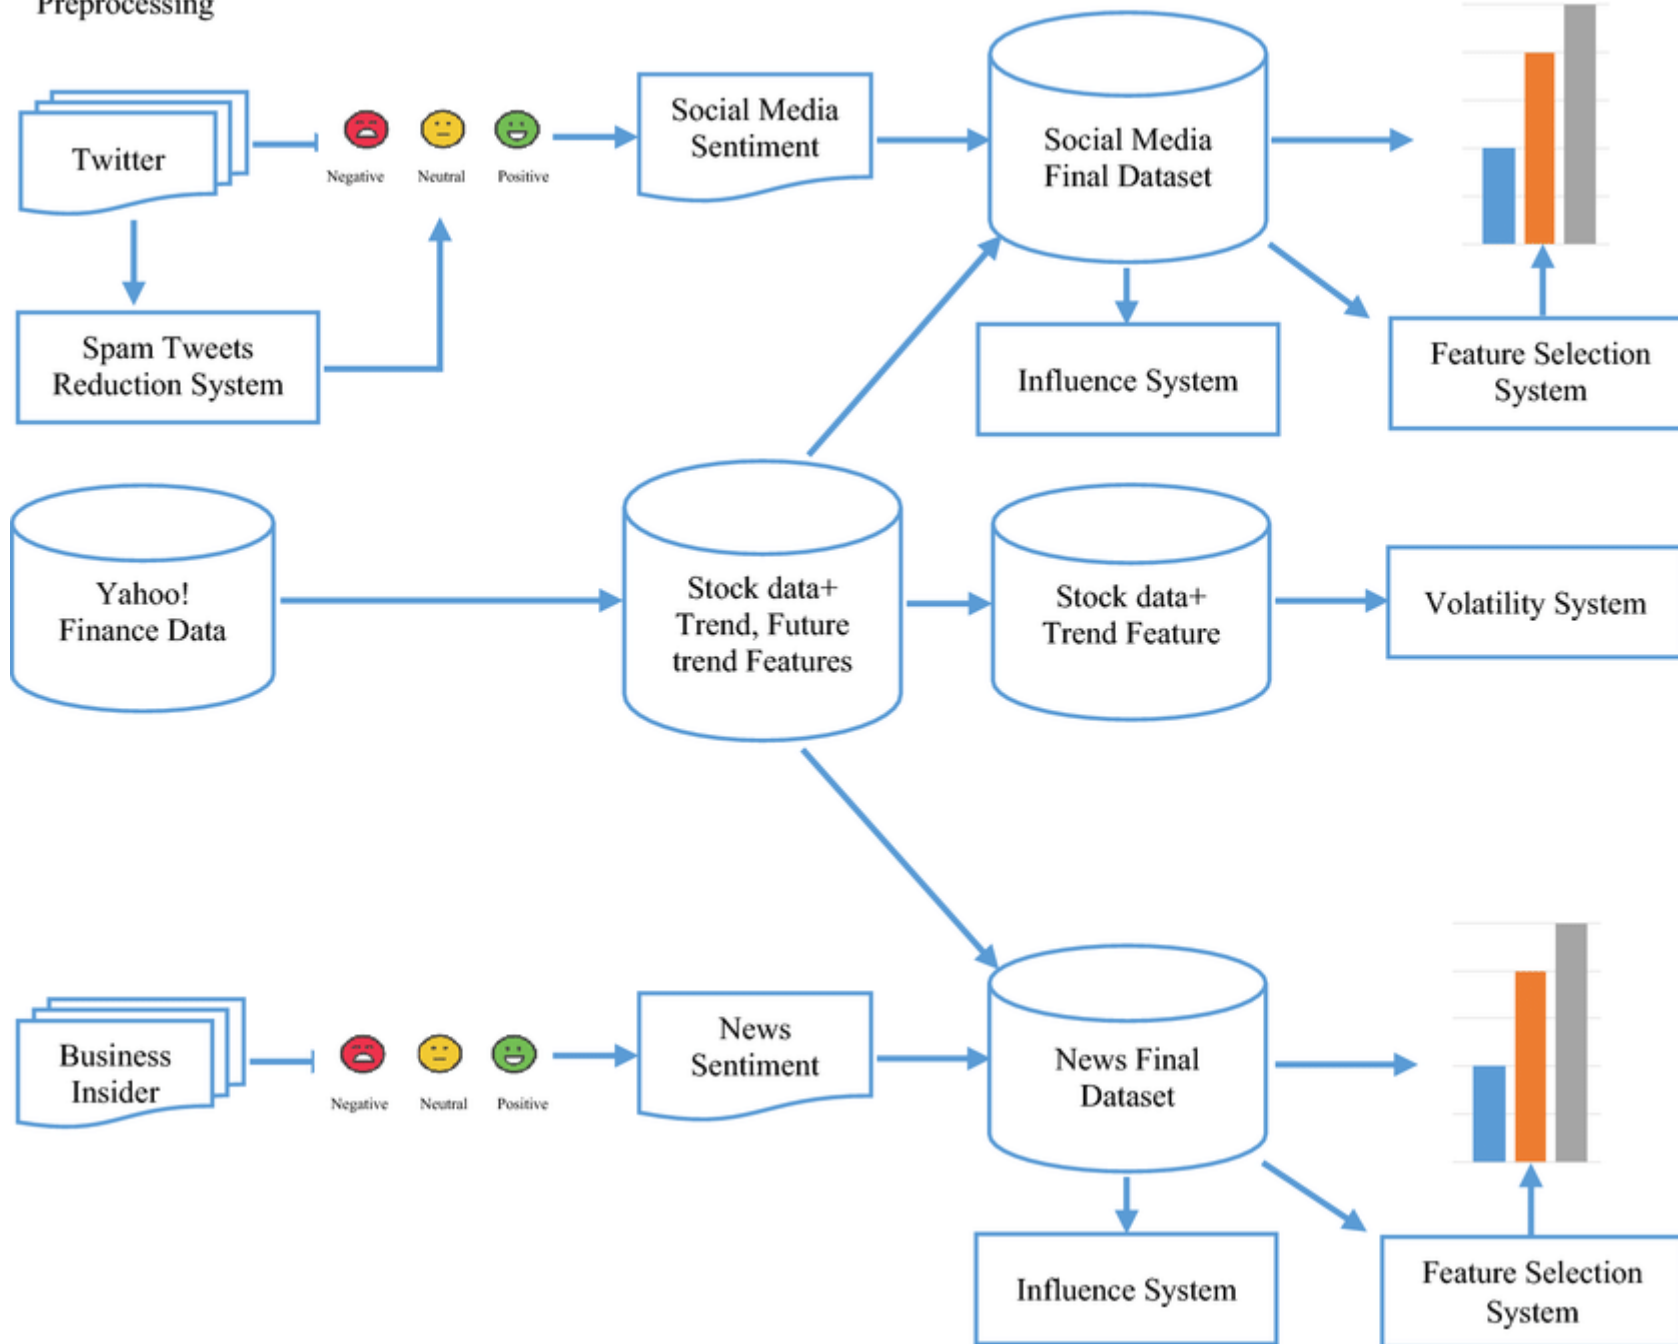 Preprocessing
Twitter
Negative
Neutral
Positive
Social Media
Sentiment
Social Media
Final Dataset
Spam Tweets
Reduction System
Influence System
Feature Selection
System
Yahoo!
Finance Data
Stock data+
Trend, Future
trend Features
Stock data+
Trend Feature
Volatility System
Business
Insider
Negative
Neutral
Positive
News
Sentiment
News Final
Dataset
Influence System
Feature Selection
System